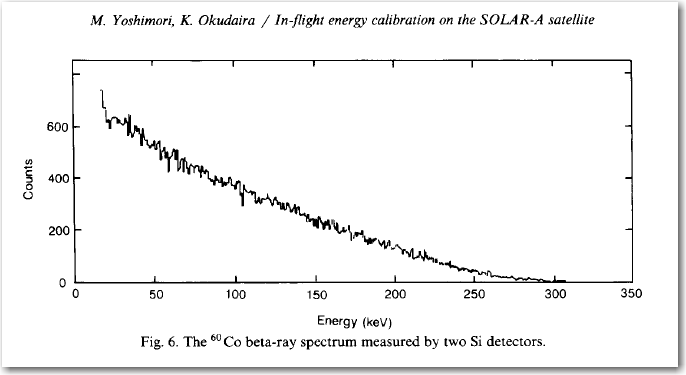 M. Yoshimori, K. Okudaira / In-flight energy calibration on the SOLAR-A satellite
600
400
200
0
Counts
0 50 100 150 200 250 300 350
Energy (keV)
Fig. 6. The ⁶⁰Co beta-ray spectrum measured by two Si detectors.